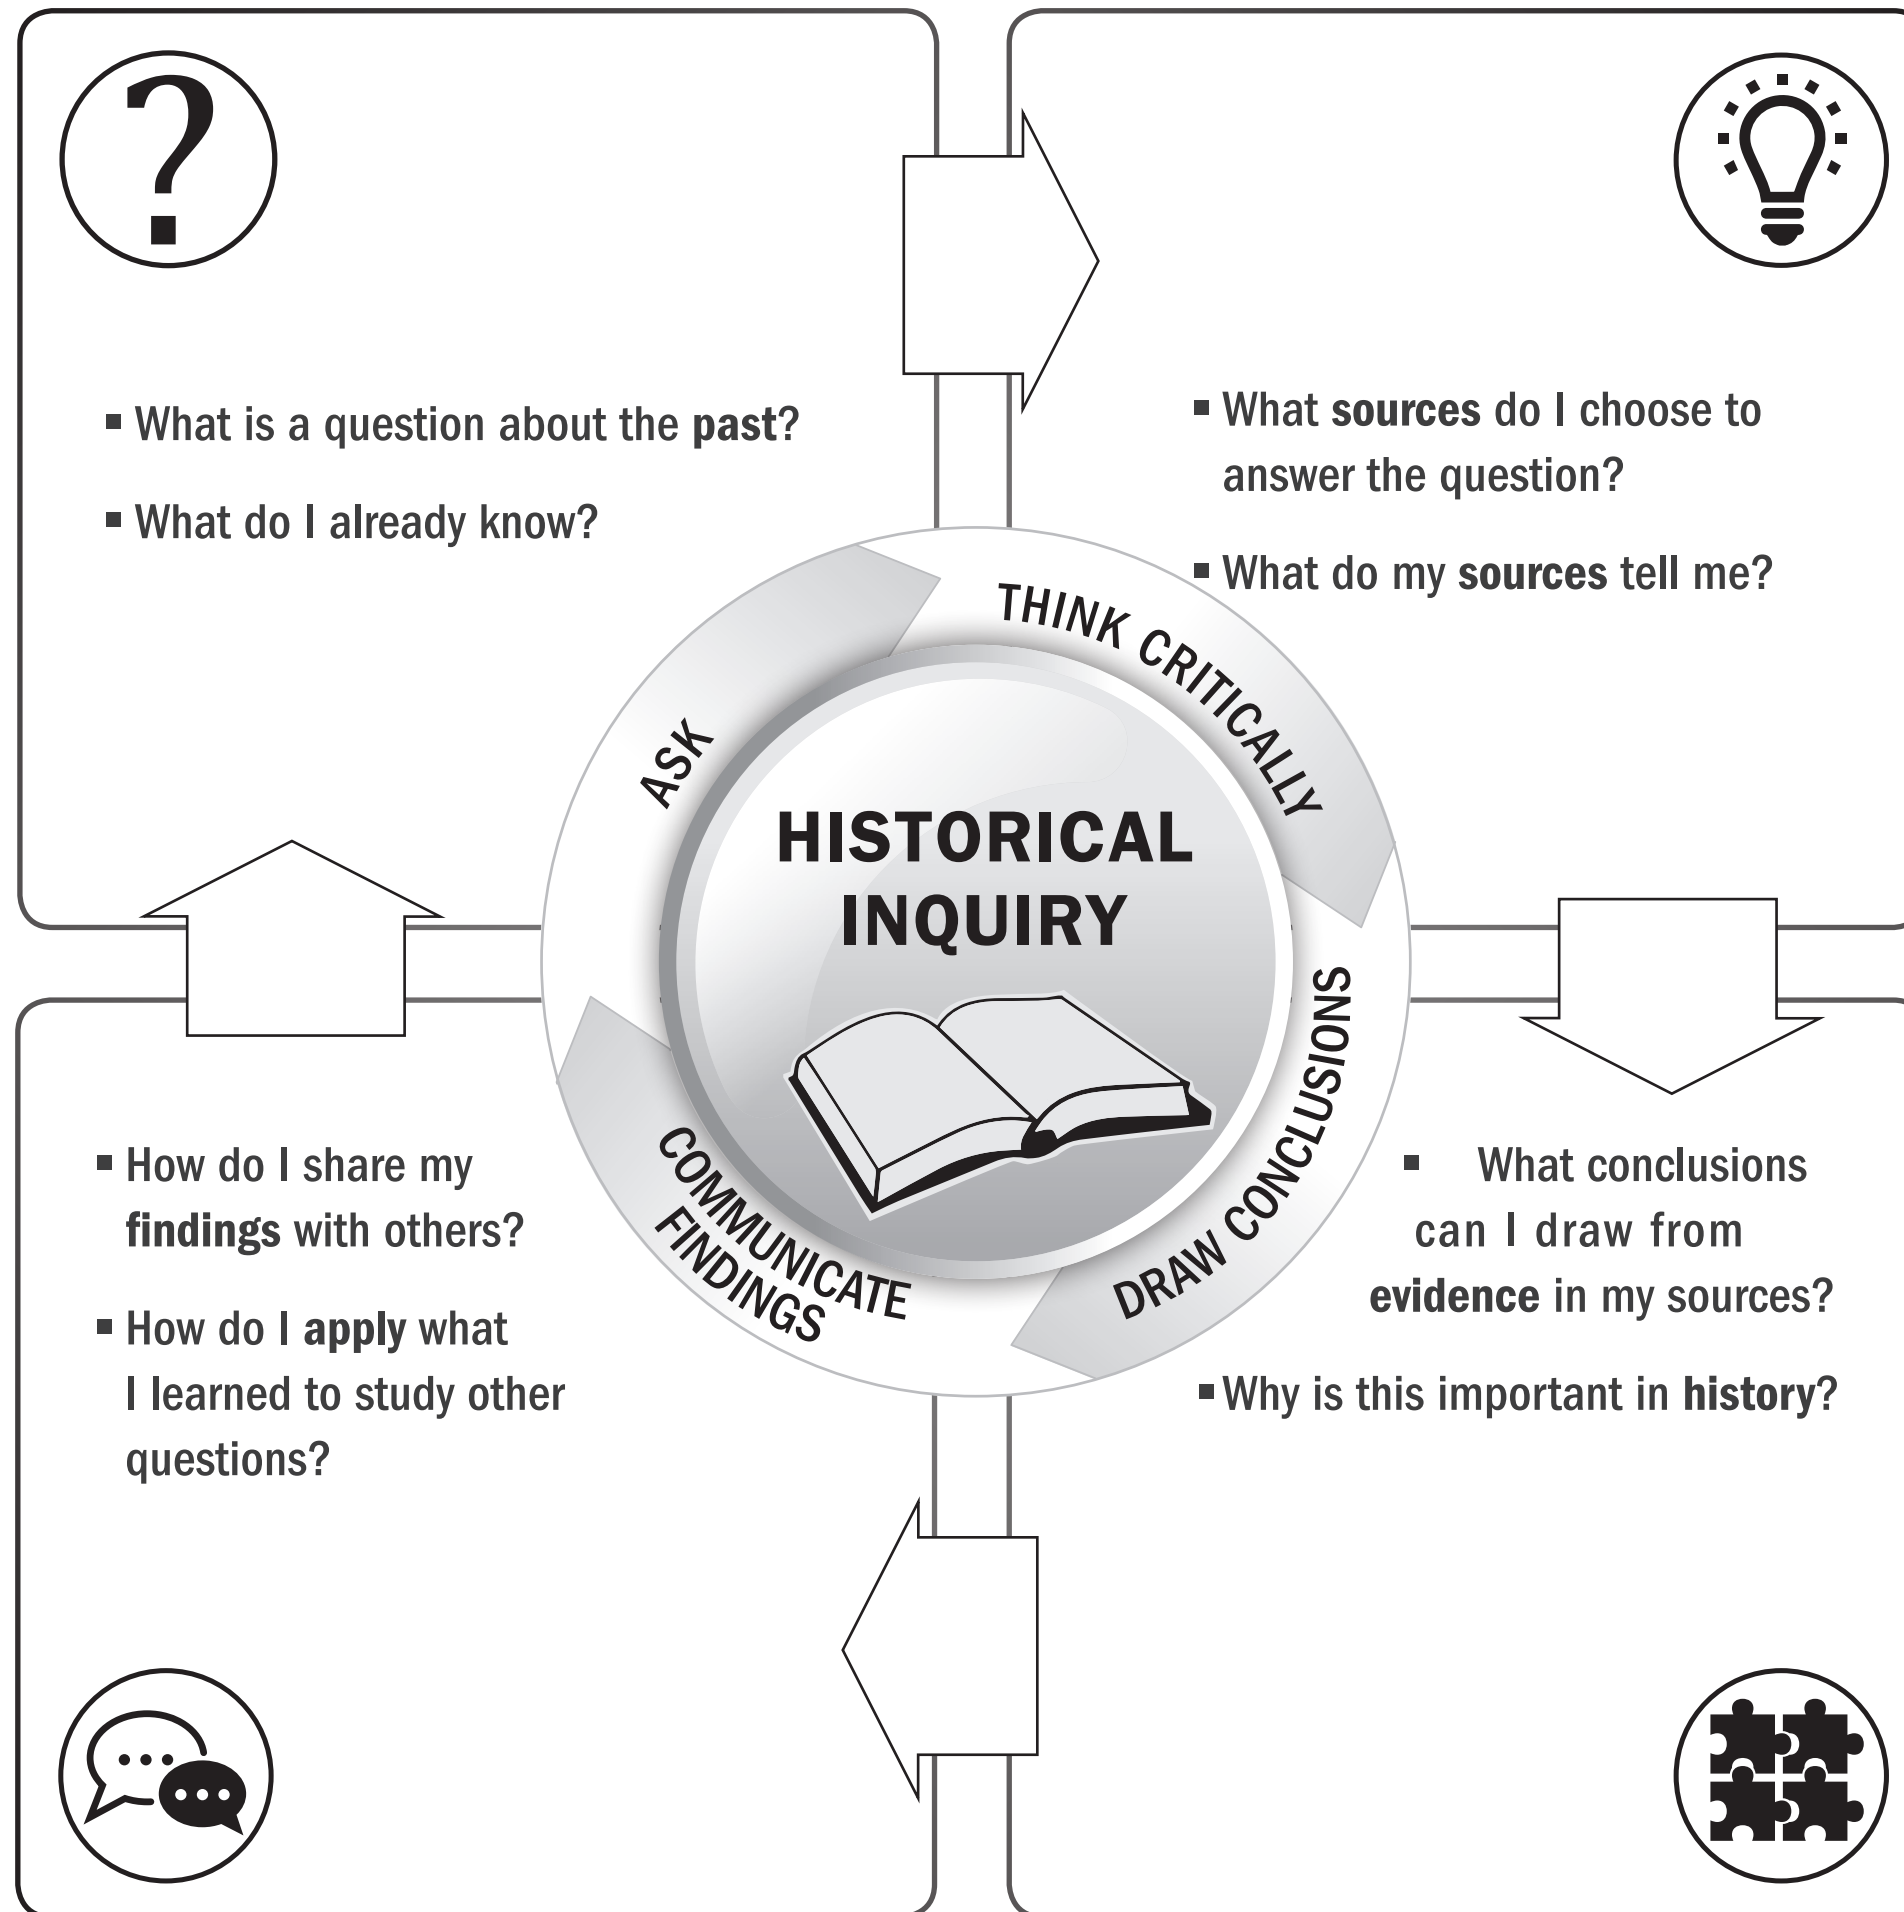 ?
▪ What is a question about the past?
▪ What do I already know?
▪ What sources do I choose to
answer the question?
▪ What do my sources tell me?
ASK
THINK CRITICALLY
HISTORICAL
INQUIRY
DRAW CONCLUSIONS
COMMUNICATE
FINDINGS
▪ How do I share my
findings with others?
▪ How do I apply what
I learned to study other
questions?
▪ What conclusions
can I draw from
evidence in my sources?
▪ Why is this important in history?